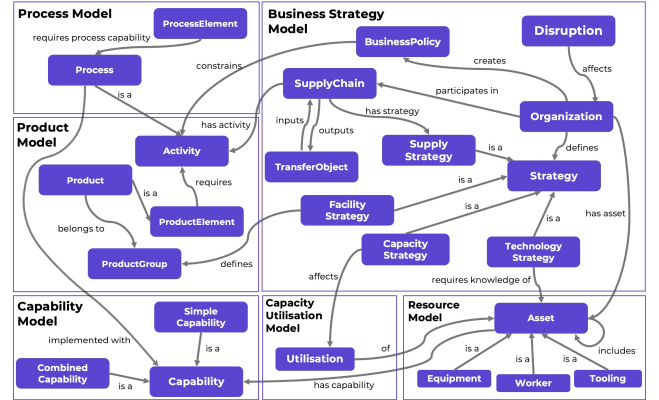 Process Model
ProcessElement
requires process capability
Process
is a
Business Strategy
Model
BusinessPolicy
Disruption
creates
affects
constrains
SupplyChain
participates in
Organization
has strategy
has activity
inputs
outputs
TransferObject
Supply
Strategy
is a
defines
Strategy
is a
is a
Facility
Strategy
Capacity
Strategy
is a
has asset
Technology
Strategy
affects
requires knowledge of
Product
Model
Activity
Product
is a
requires
ProductElement
belongs to
ProductGroup
defines
Capability
Model
Simple
Capability
implemented with
is a
Combined
Capability
is a
Capability
Capacity
Utilisation
Model
Utilisation
of
has capability
Resource
Model
Asset
includes
is a
is a
is a
Equipment
Worker
Tooling